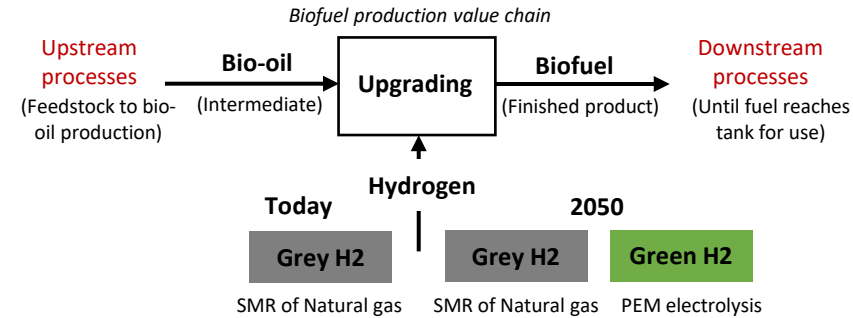 Biofuel production value chain
Upstream
processes
(Feedstock to bio-
oil production)
Bio-oil
(Intermediate)
Upgrading
Biofuel
(Finished product)
Downstream
processes
(Until fuel reaches
tank for use)
Hydrogen
Today
2050
Grey H2
Grey H2
Green H2
SMR of Natural gas
SMR of Natural gas
PEM electrolysis